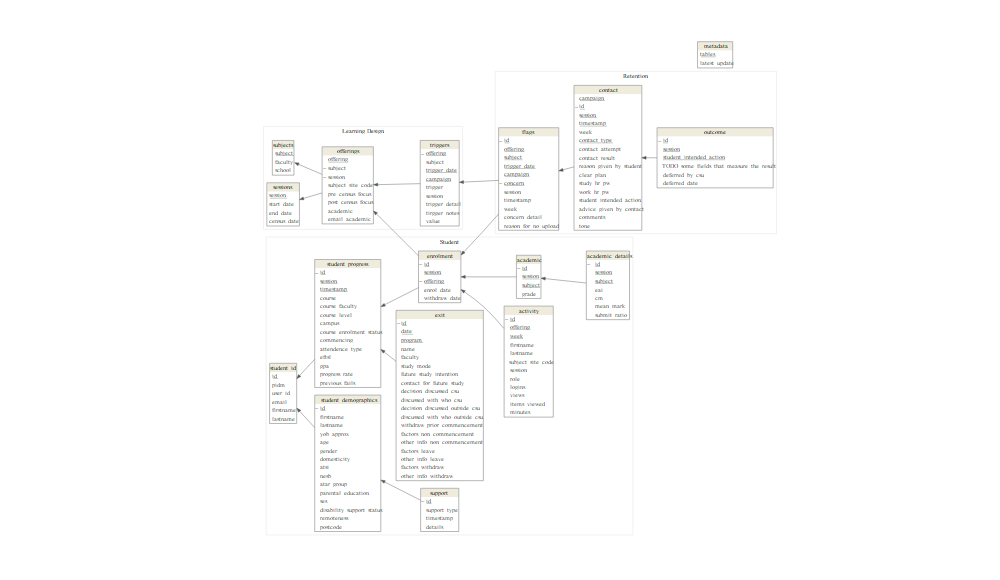 metadata
tables
latest update
Retention
contact
campaign
id
session
timestamp
week
contact type
contact attempt
contact result
reason given by student
clear plan
study hr pw
work hr pw
student intended action
advice given by contact
comments
tone
outcome
id
session
student intended action
TODO some fields that measure the result
deferred by csu
deferred date
flags
id
offering
subject
trigger date
campaign
concern
session
timestamp
week
concern detail
reason for no upload
Learning Design
subjects
subject
faculty
school
sessions
session
start date
end date
census date
offerings
offering
subject
session
subject site code
pre census focus
post census focus
academic
email academic
triggers
offering
subject
trigger date
campaign
trigger
session
trigger detail
trigger notes
value
Student
student progress
id
session
timestamp
course
course faculty
course level
campus
course enrolment status
commencing
attendence type
eftsl
gpa
progress rate
previous fails
enrolment
id
session
offering
enrol date
withdraw date
academic
id
session
subject
grade
academic details
id
session
subject
eai
cm
mean mark
submit ratio
exit
id
date
program
name
faculty
study mode
future study intention
contact for future study
decision discussed csu
discussed with who csu
decision discussed outside csu
discussed with who outside csu
withdraw prior commencement
factors non commencement
other info non commencement
factors leave
other info leave
factors withdraw
other info withdraw
activity
id
offering
week
firstname
lastname
subject site code
session
role
logins
views
items viewed
minutes
student id
id
pidm
user id
email
firstname
lastname
student demographics
id
firstname
lastname
yob approx
age
gender
domesticity
atsi
nesb
atar group
parental education
ses
disability support status
remoteness
postcode
support
id
support type
timestamp
details